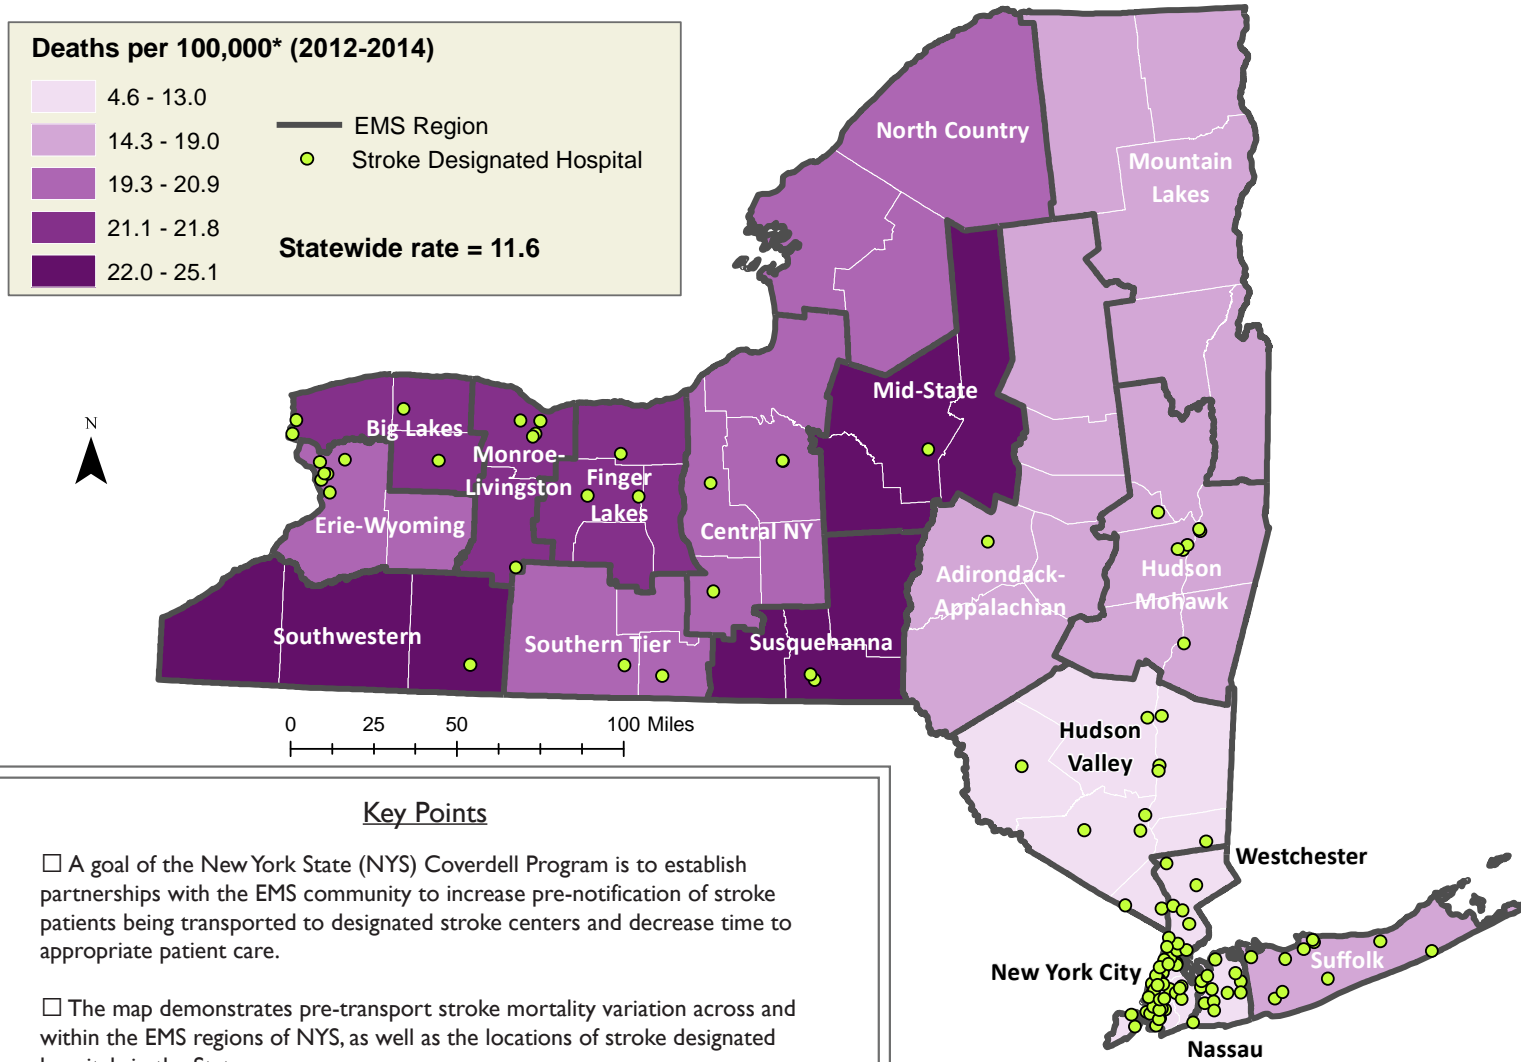 Deaths per 100,000* (2012-2014)
4.6 - 13.0
14.3 - 19.0
19.3 - 20.9
21.1 - 21.8
22.0 - 25.1
EMS Region
Stroke Designated Hospital
Statewide rate = 11.6
North Country
Mountain
Lakes
Mid-State
N
Big Lakes
Monroe-
Livingston
Finger
Lakes
Erie-Wyoming
Central NY
Adirondack-
Appalachian
Hudson
Mohawk
Southwestern
Southern Tier
Susquehanna
0 25 50 100 Miles
Hudson
Valley
Westchester
New York City
Suffolk
Nassau
Key Points
☐ A goal of the New York State (NYS) Coverdell Program is to establish
partnerships with the EMS community to increase pre-notification of stroke
patients being transported to designated stroke centers and decrease time to
appropriate patient care.
☐ The map demonstrates pre-transport stroke mortality variation across and
within the EMS regions of NYS, as well as the locations of stroke designated